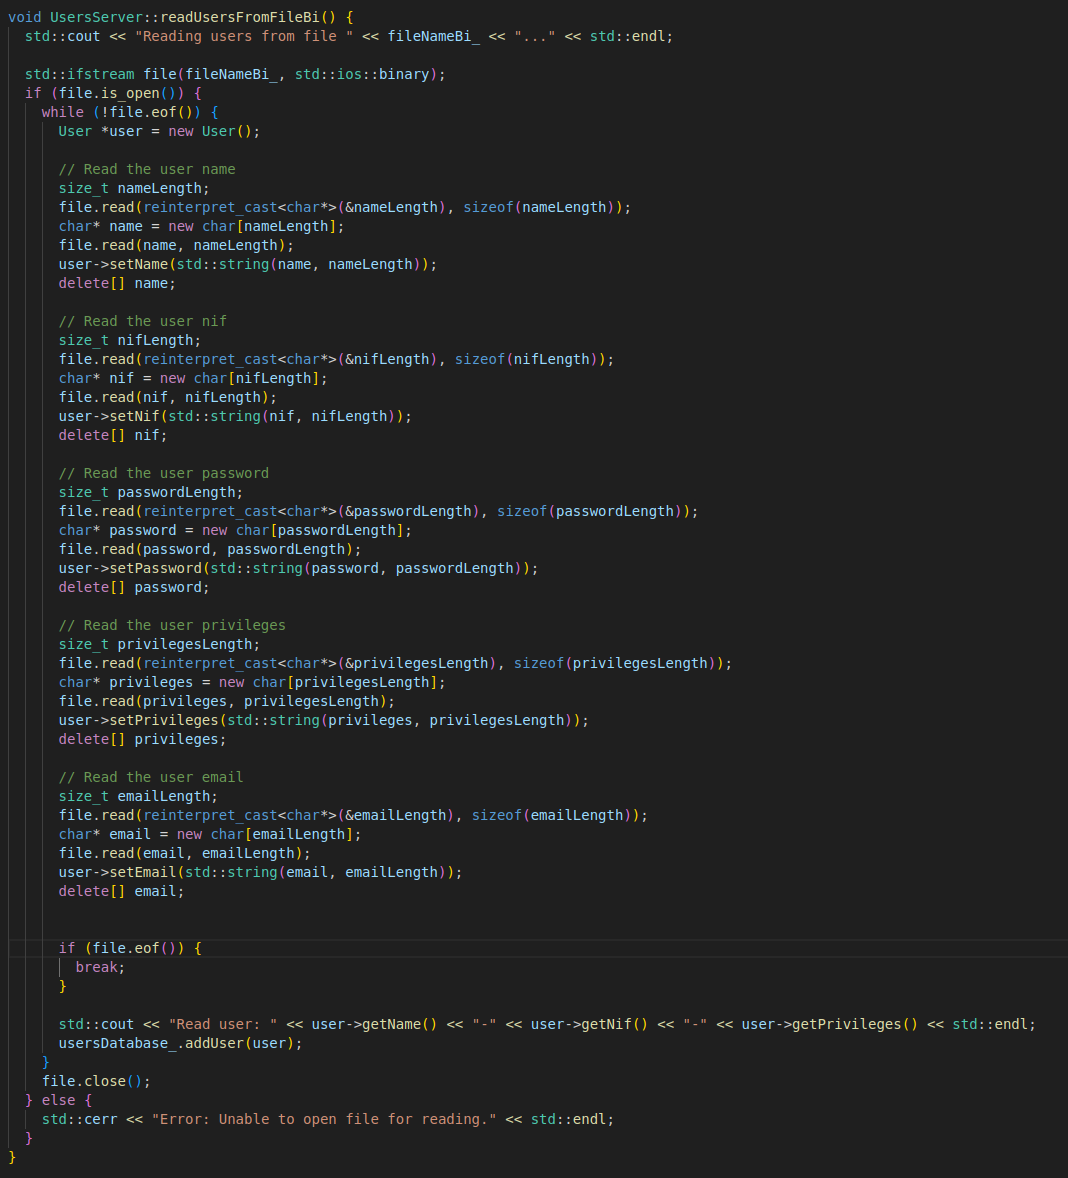 void UsersServer::readUsersFromFileBi() {
  std::cout << "Reading users from file " << fileNameBi_ << "..." << std::endl;

  std::ifstream file(fileNameBi_, std::ios::binary);
  if (file.is_open()) {
    while (!file.eof()) {
      User *user = new User();

      // Read the user name
      size_t nameLength;
      file.read(reinterpret_cast<char*>(&nameLength), sizeof(nameLength));
      char* name = new char[nameLength];
      file.read(name, nameLength);
      user->setName(std::string(name, nameLength));
      delete[] name;

      // Read the user nif
      size_t nifLength;
      file.read(reinterpret_cast<char*>(&nifLength), sizeof(nifLength));
      char* nif = new char[nifLength];
      file.read(nif, nifLength);
      user->setNif(std::string(nif, nifLength));
      delete[] nif;

      // Read the user password
      size_t passwordLength;
      file.read(reinterpret_cast<char*>(&passwordLength), sizeof(passwordLength));
      char* password = new char[passwordLength];
      file.read(password, passwordLength);
      user->setPassword(std::string(password, passwordLength));
      delete[] password;

      // Read the user privileges
      size_t privilegesLength;
      file.read(reinterpret_cast<char*>(&privilegesLength), sizeof(privilegesLength));
      char* privileges = new char[privilegesLength];
      file.read(privileges, privilegesLength);
      user->setPrivileges(std::string(privileges, privilegesLength));
      delete[] privileges;

      // Read the user email
      size_t emailLength;
      file.read(reinterpret_cast<char*>(&emailLength), sizeof(emailLength));
      char* email = new char[emailLength];
      file.read(email, emailLength);
      user->setEmail(std::string(email, emailLength));
      delete[] email;


      if (file.eof()) {
        break;
      }

      std::cout << "Read user: " << user->getName() << "-" << user->getNif() << "-" << user->getPrivileges() << std::endl;
      usersDatabase_.addUser(user);
    }
    file.close();
  } else {
    std::cerr << "Error: Unable to open file for reading." << std::endl;
  }
}